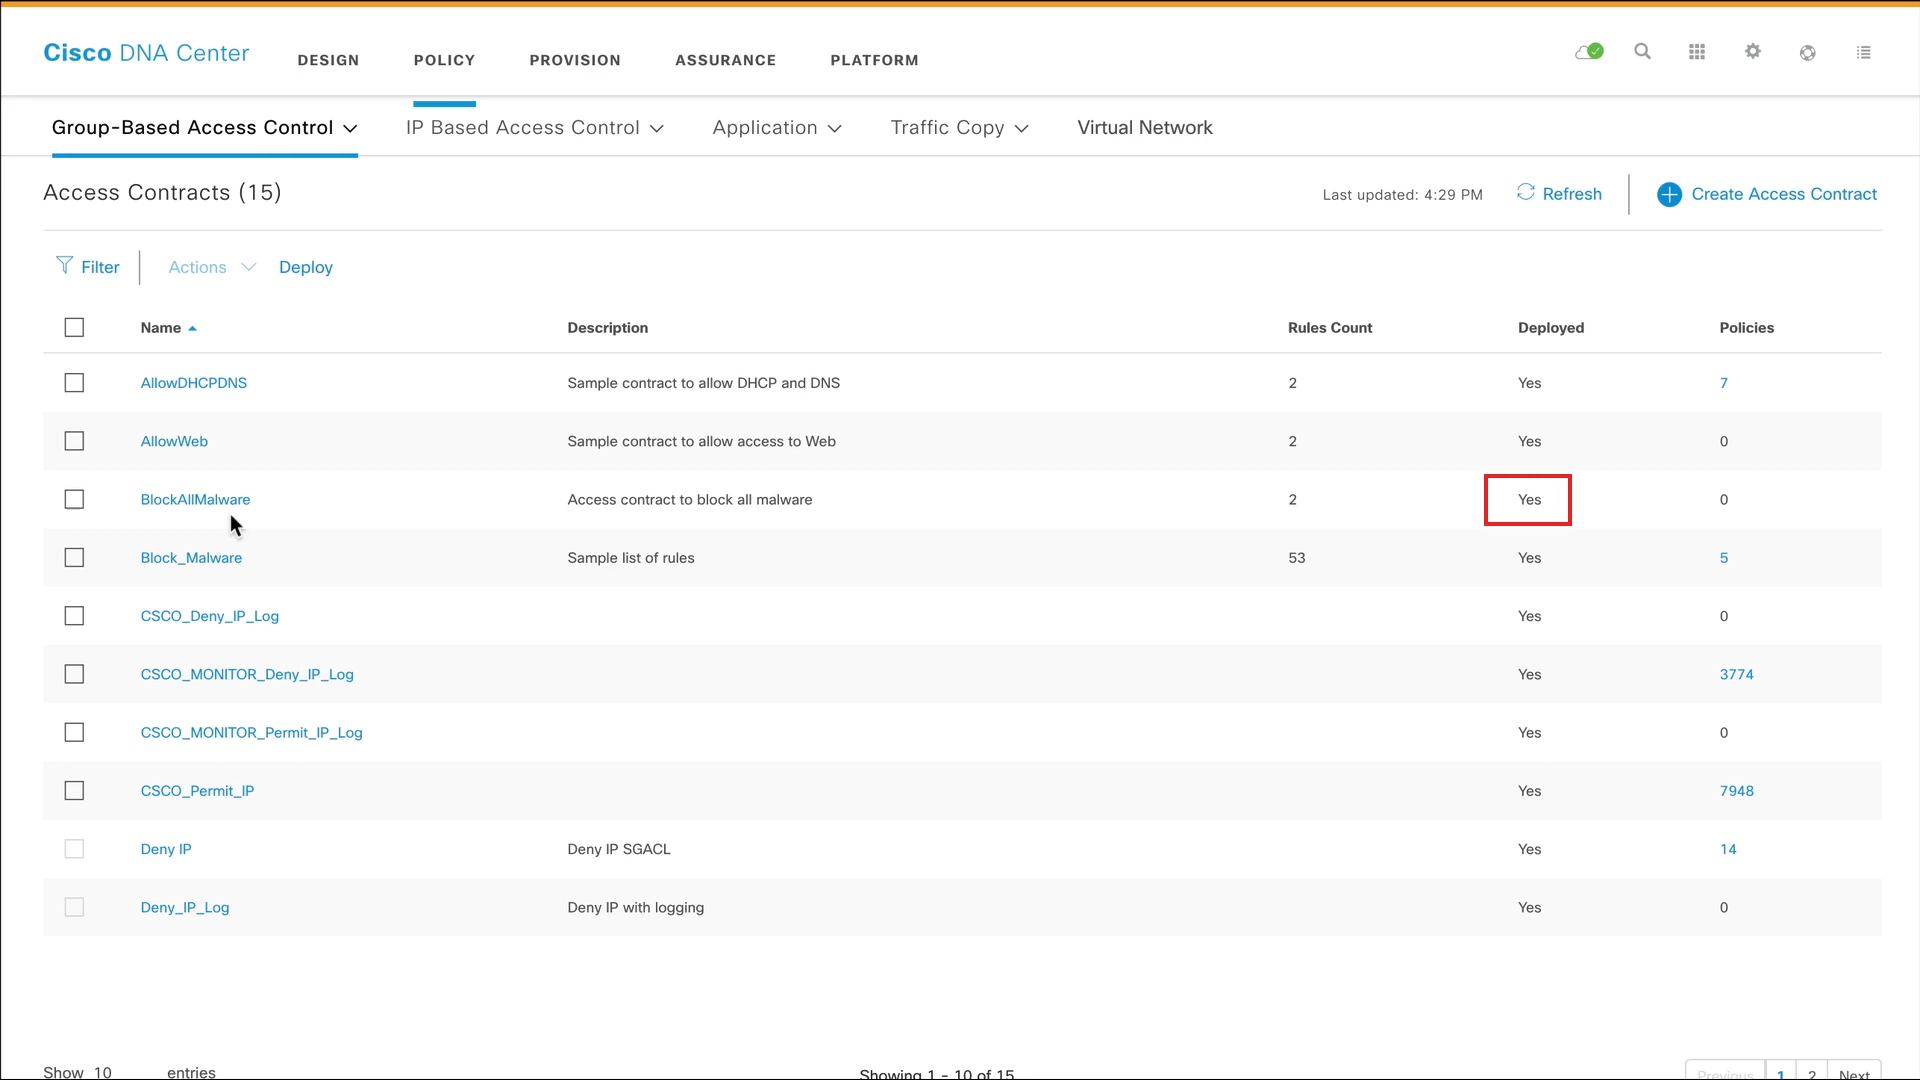 Cisco DNA Center DESIGN POLICY PROVISION ASSURANCE PLATFORM
Group-Based Access Control IP Based Access Control Application Traffic Copy Virtual Network
Access Contracts (15) Last updated: 4:29 PM Refresh Create Access Contract
Filter Actions Deploy
Name Description Rules Count Deployed Policies
AllowDHCPDNS Sample contract to allow DHCP and DNS 2 Yes 7
AllowWeb Sample contract to allow access to Web 2 Yes 0
BlockAllMalware Access contract to block all malware 2 Yes 0
Block_Malware Sample list of rules 53 Yes 5
CSCO_Deny_IP_Log Yes 0
CSCO_MONITOR_Deny_IP_Log Yes 3774
CSCO_MONITOR_Permit_IP_Log Yes 0
CSCO_Permit_IP Yes 7948
Deny IP Deny IP SGACL Yes 14
Deny_IP_Log Deny IP with logging Yes 0
Show 10 entries Showing 1 - 10 of 15 Previous 1 2 Next